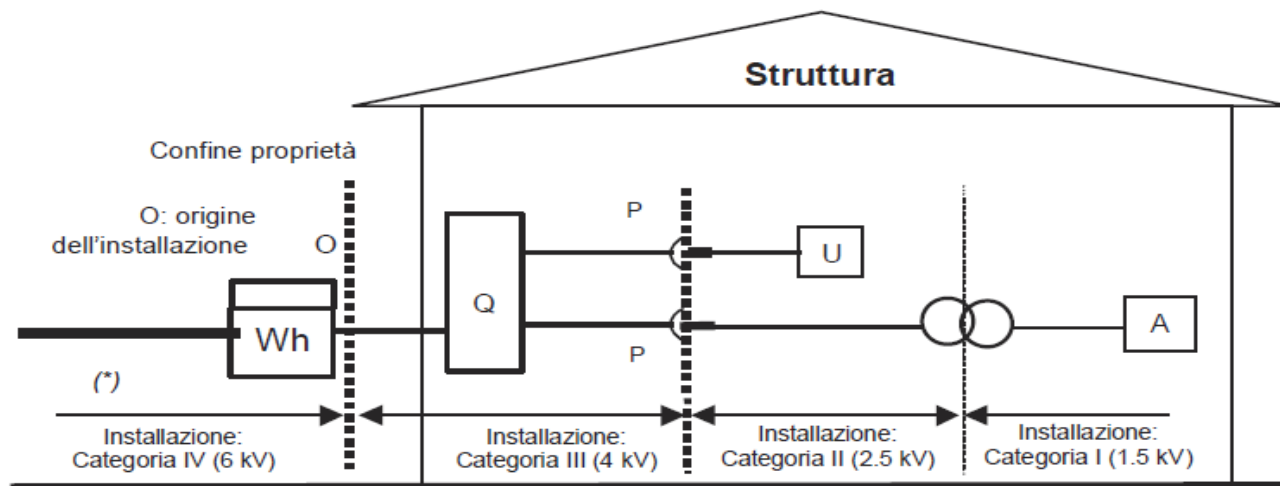 Struttura
Confine proprietà
O: origine
dell'installazione
O
P
U
Q
Wh
A
P
(*)
Installazione:
Categoria IV (6 kV)
Installazione:
Categoria III (4 kV)
Installazione:
Categoria II (2.5 kV)
Installazione:
Categoria I (1.5 kV)